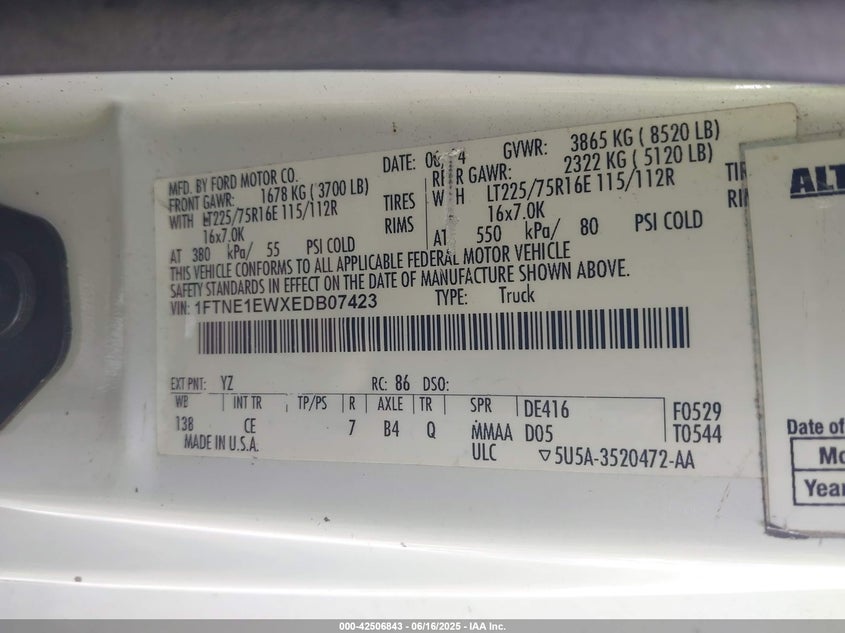 MFD. BY FORD MOTOR CO.
DATE: GVWR: 3865 KG ( 8520 LB)
FRONT GAWR: 1678 KG ( 3700 LB)
GAWR: 2322 KG ( 5120 LB)
WITH LT225/75R16E 115/112R TIRES
LT225/75R16E 115/112R
16x7.0K RIMS
16x7.0K
AT 380 kPa/ 55 PSI COLD
AT 550 kPa/ 80 PSI COLD
THIS VEHICLE CONFORMS TO ALL APPLICABLE FEDERAL MOTOR VEHICLE
SAFETY STANDARDS IN EFFECT ON THE DATE OF MANUFACTURE SHOWN ABOVE.
VIN: 1FTNE1EWXEDB07423 TYPE: Truck
EXT PNT: YZ RC: 86 DSO:
WB INT TR TP/PS R AXLE TR SPR DE416 F0529
138 CE 7 B4 Q MMAA D05 T0544
MADE IN U.S.A. ULC ▽5U5A-3520472-AA
ALT
Date of
Mo
Year
000-42506843 - 06/16/2025 - IAA Inc.